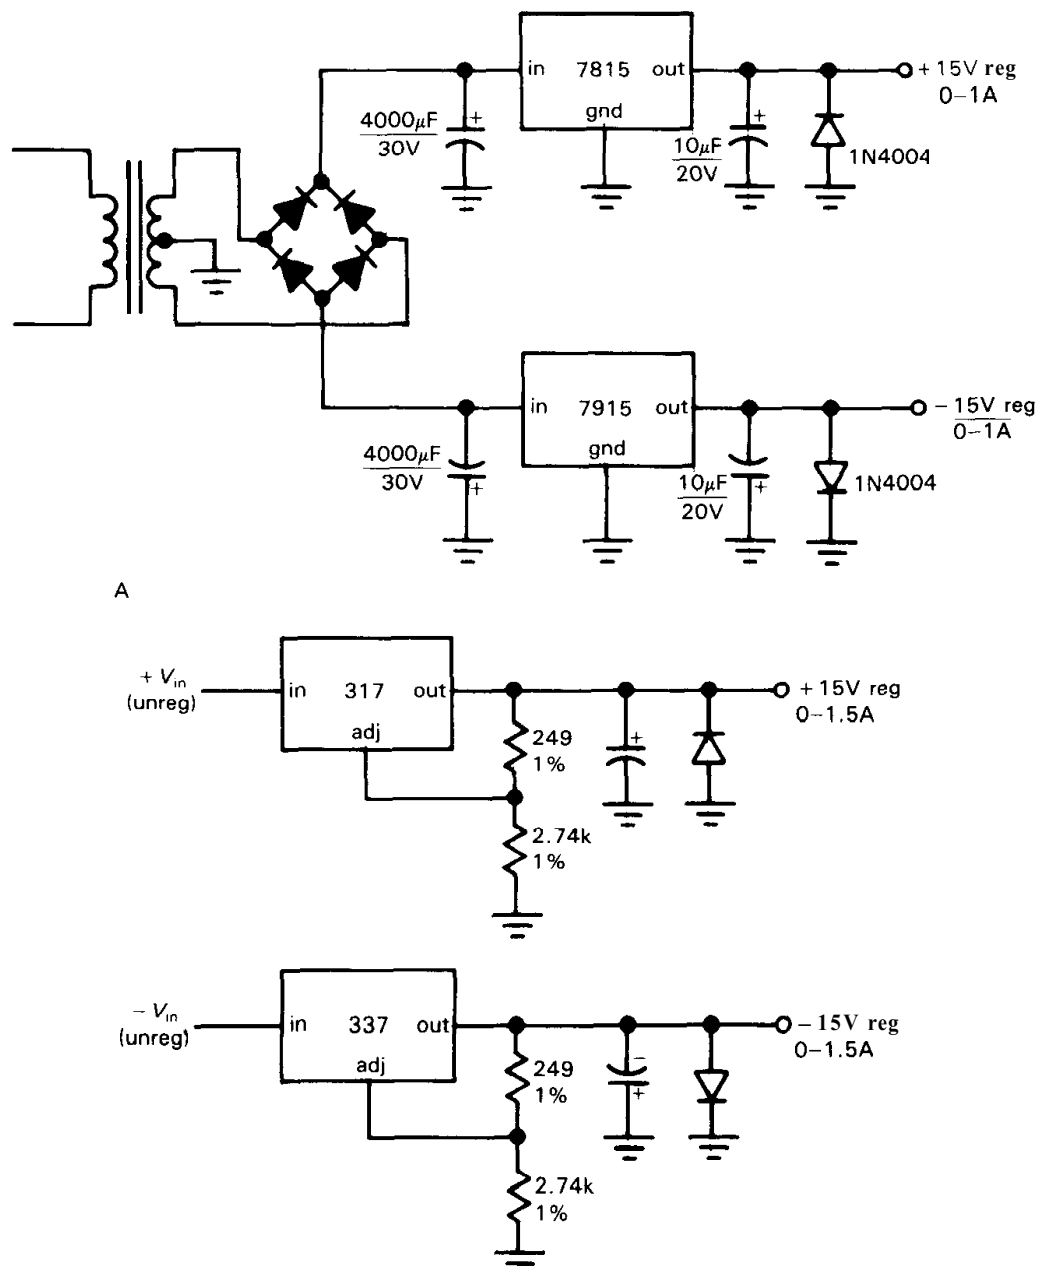 in 7815 out
gnd
+ 15V reg
0–1A
+
4000μF
30V
+
10μF
20V
1N4004
in 7915 out
gnd
− 15V reg
0–1A
4000μF
30V
+
10μF
20V
+
1N4004
A
+ Vin
(unreg)
in 317 out
adj
249
1%
2.74k
1%
+
+ 15V reg
0–1.5A
− Vin
(unreg)
in 337 out
adj
249
1%
2.74k
1%
−
+
− 15V reg
0–1.5A